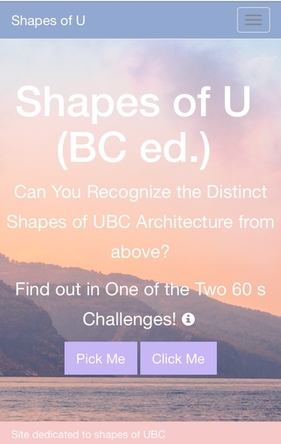 Shapes of U
Shapes of U
(BC ed.)
Can You Recognize the Distinct
Shapes of UBC Architecture from
above?
Find out in One of the Two 60 s
Challenges!
Pick Me
Click Me
Site dedicated to shapes of UBC